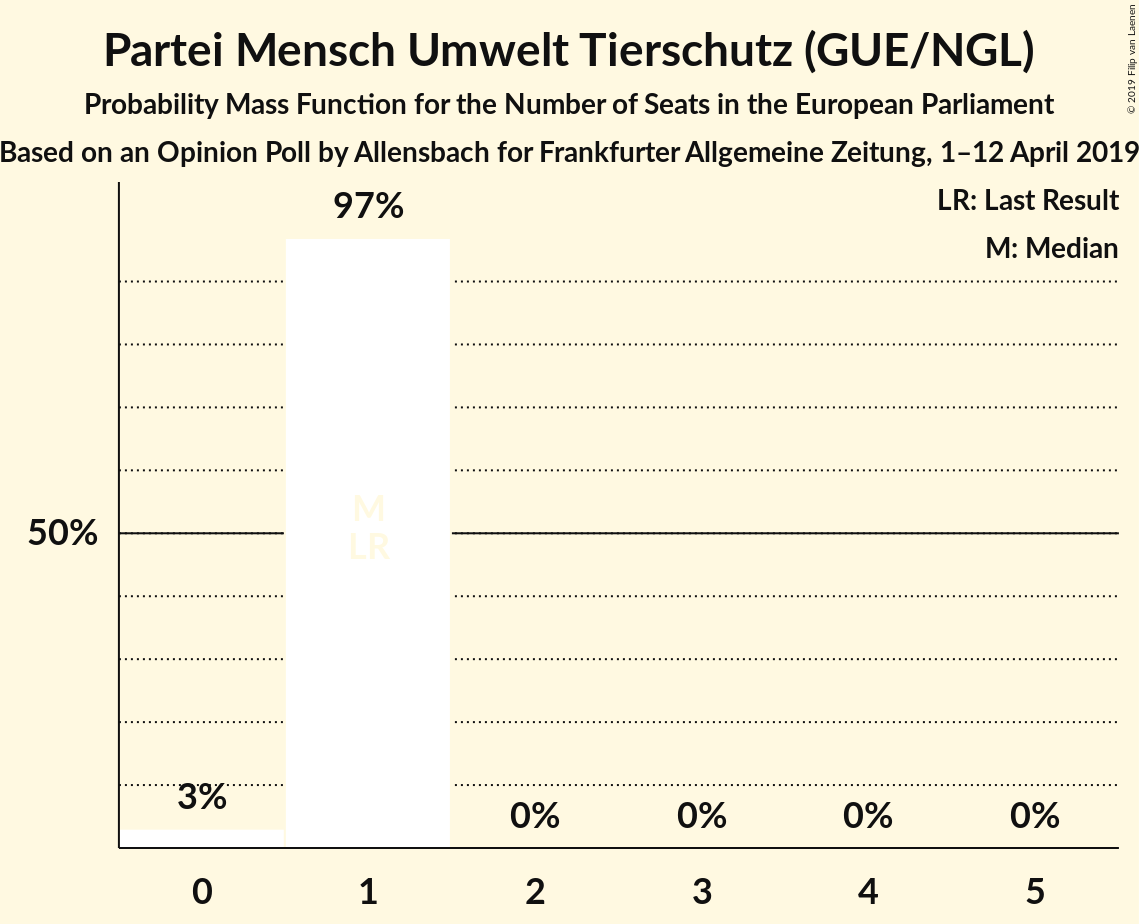 Partei Mensch Umwelt Tierschutz (GUE/NGL)
Probability Mass Function for the Number of Seats in the European Parliament
Based on an Opinion Poll by Allensbach for Frankfurter Allgemeine Zeitung, 1–12 April 2019
© 2019 Filip van Laenen
LR: Last Result
M: Median
97%
M
LR
50%
3%
0%
0%
0%
0%
0
1
2
3
4
5